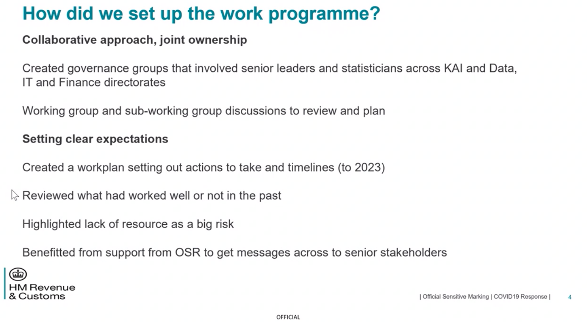 How did we set up the work programme?
Collaborative approach, joint ownership
Created governance groups that involved senior leaders and statisticians across KAI and Data,
IT and Finance directorates
Working group and sub-working group discussions to review and plan
Setting clear expectations
Created a workplan setting out actions to take and timelines (to 2023)
Reviewed what had worked well or not in the past
Highlighted lack of resource as a big risk
Benefitted from support from OSR to get messages across to senior stakeholders
HM Revenue
& Customs
| Official Sensitive Marking | COVID19 Response | 4
OFFICIAL